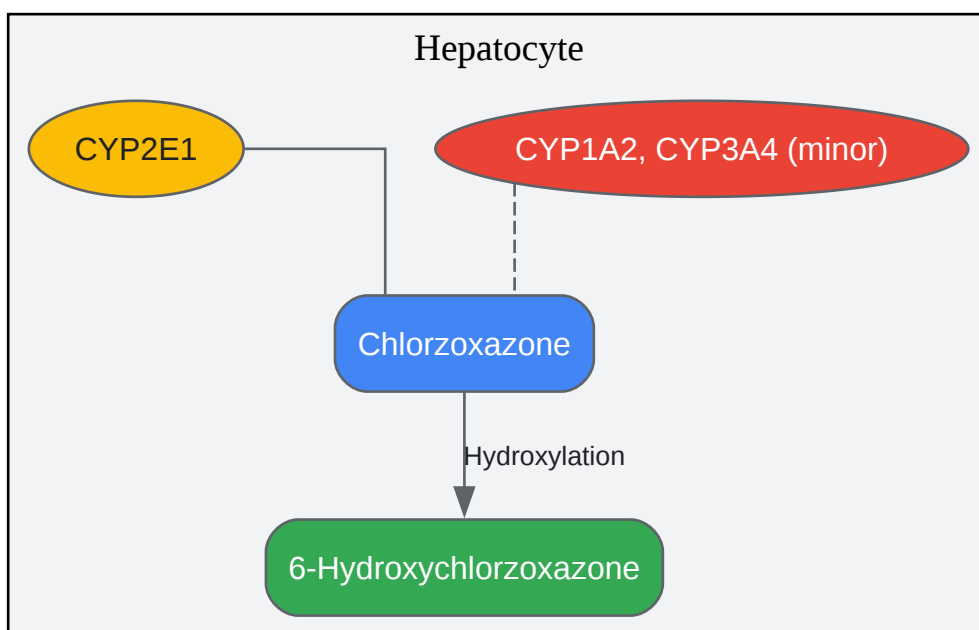 Hepatocyte
CYP2E1
CYP1A2, CYP3A4 (minor)
Chlorzoxazone
Hydroxylation
6-Hydroxychlorzoxazone